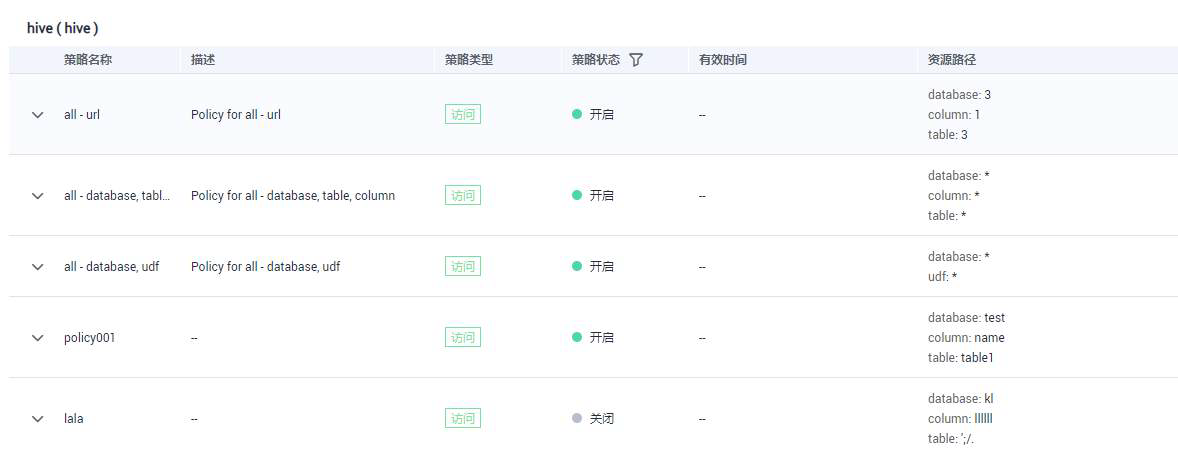 hive ( hive )
策略名称 描述 策略类型 策略状态 有效时间 资源路径
all - url Policy for all - url 访问 开启 -- database: 3
column: 1
table: 3
all - database, tabl... Policy for all - database, table, column 访问 开启 -- database: *
column: *
table: *
all - database, udf Policy for all - database, udf 访问 开启 -- database: *
udf: *
policy001 -- 访问 开启 -- database: test
column: name
table: table1
lala -- 访问 关闭 -- database: kl
column: llllll
table: ';/.